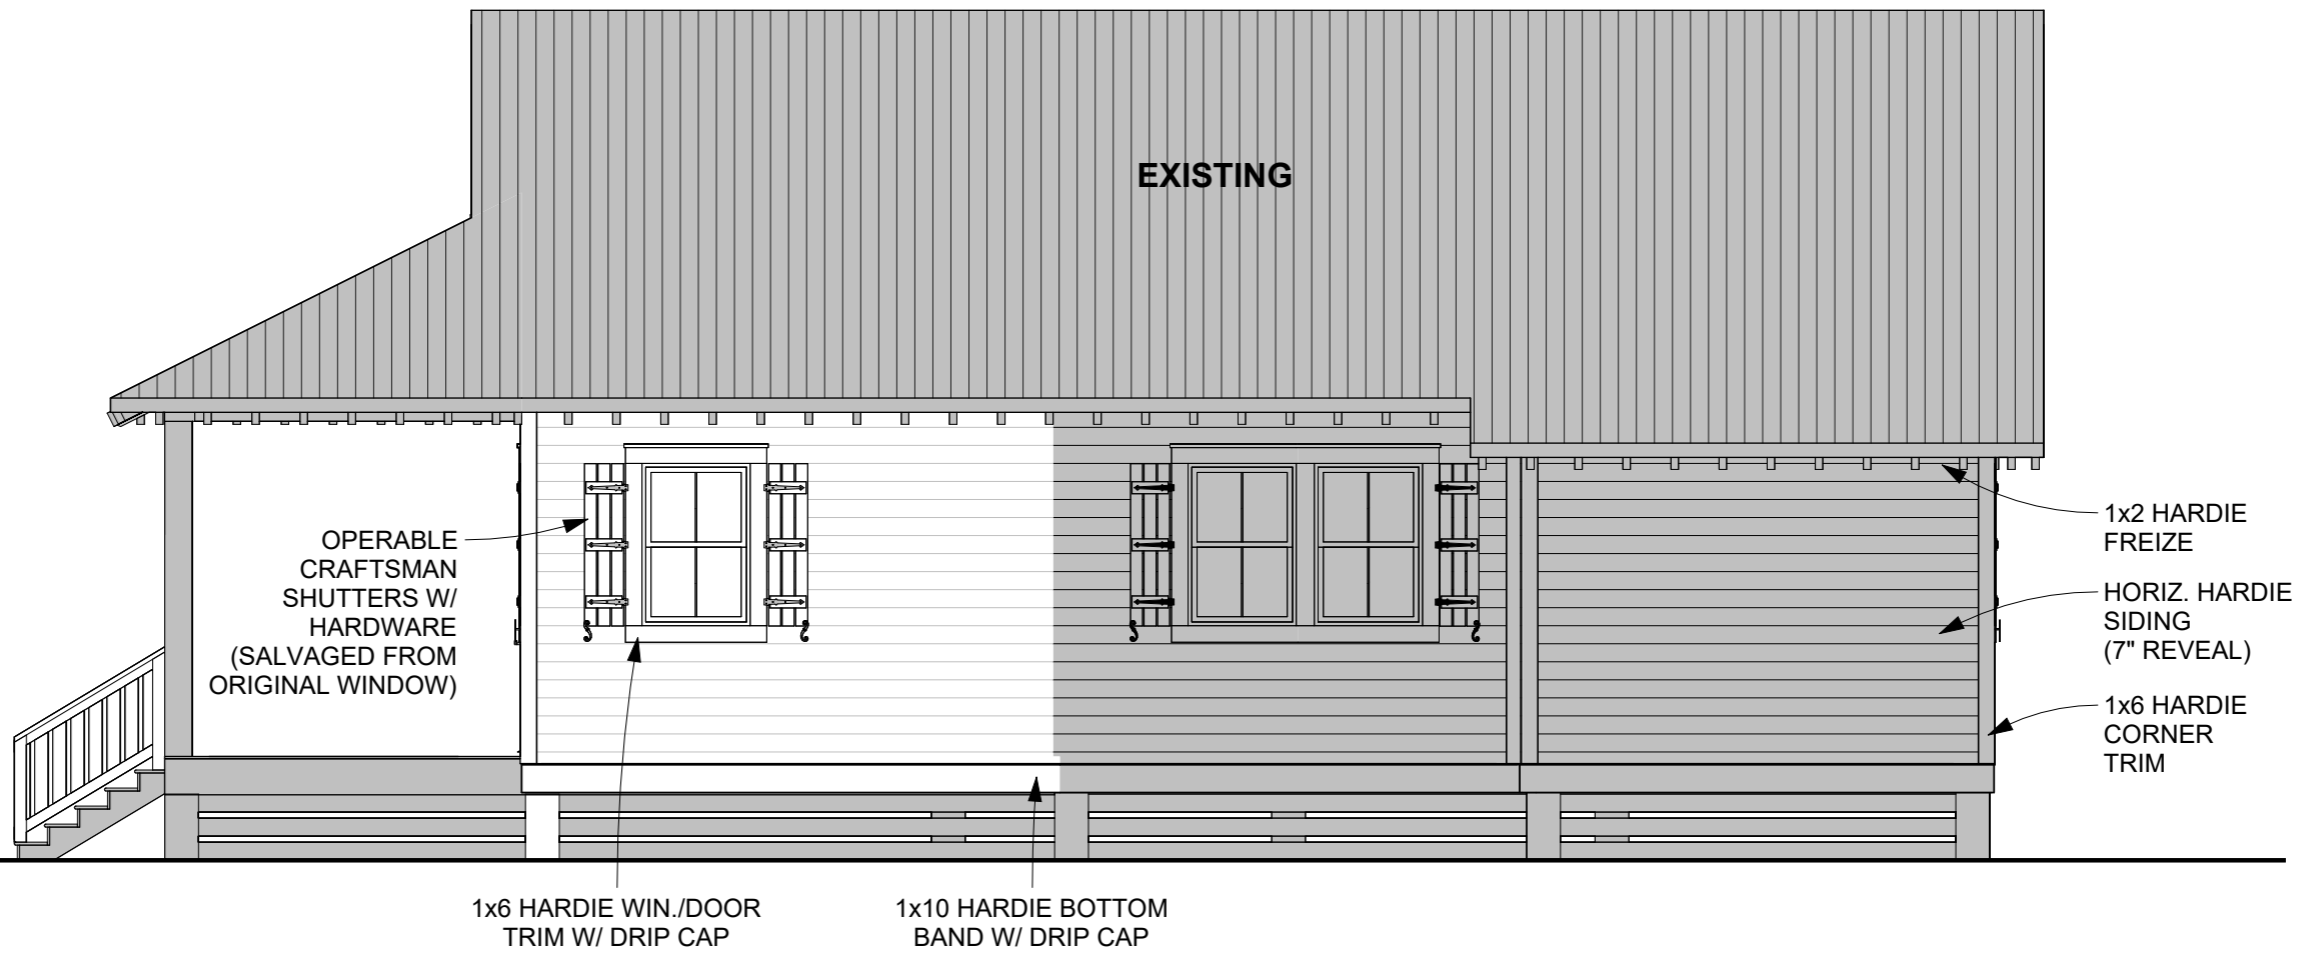 EXISTING
OPERABLE
CRAFTSMAN
SHUTTERS W/
HARDWARE
(SALVAGED FROM
ORIGINAL WINDOW)
1x2 HARDIE
FREIZE
HORIZ. HARDIE
SIDING
(7" REVEAL)
1x6 HARDIE
CORNER
TRIM
1x6 HARDIE WIN./DOOR
TRIM W/ DRIP CAP
1x10 HARDIE BOTTOM
BAND W/ DRIP CAP